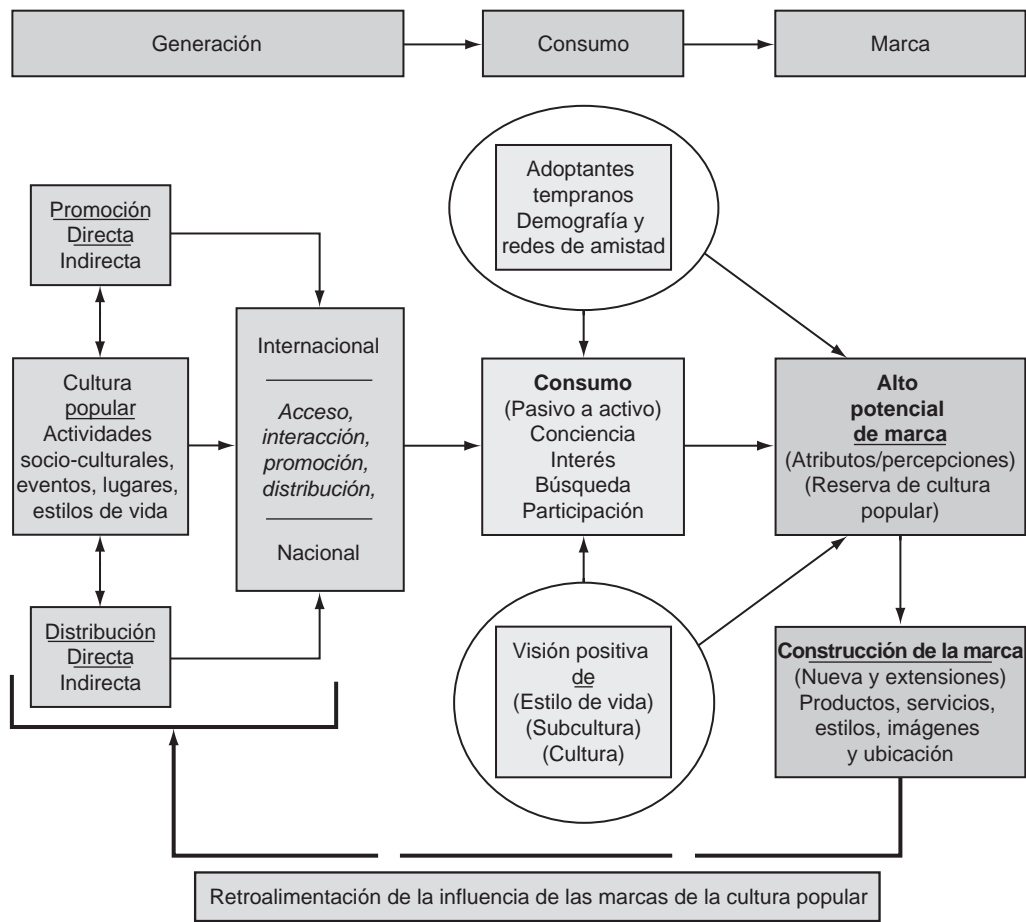 Generación
Consumo
Marca
Promoción
Directa
Indirecta
Cultura
popular
Actividades
socio-culturales,
eventos, lugares,
estilos de vida
Distribución
Directa
Indirecta
Internacional
Acceso,
interacción,
promoción,
distribución,
Nacional
Adoptantes
tempranos
Demografía y
redes de amistad
Consumo
(Pasivo a activo)
Conciencia
Interés
Búsqueda
Participación
Visión positiva
de
(Estilo de vida)
(Subcultura)
(Cultura)
Alto
potencial
de marca
(Atributos/percepciones)
(Reserva de cultura
popular)
Construcción de la marca
(Nueva y extensiones)
Productos, servicios,
estilos, imágenes
y ubicación
Retroalimentación de la influencia de las marcas de la cultura popular